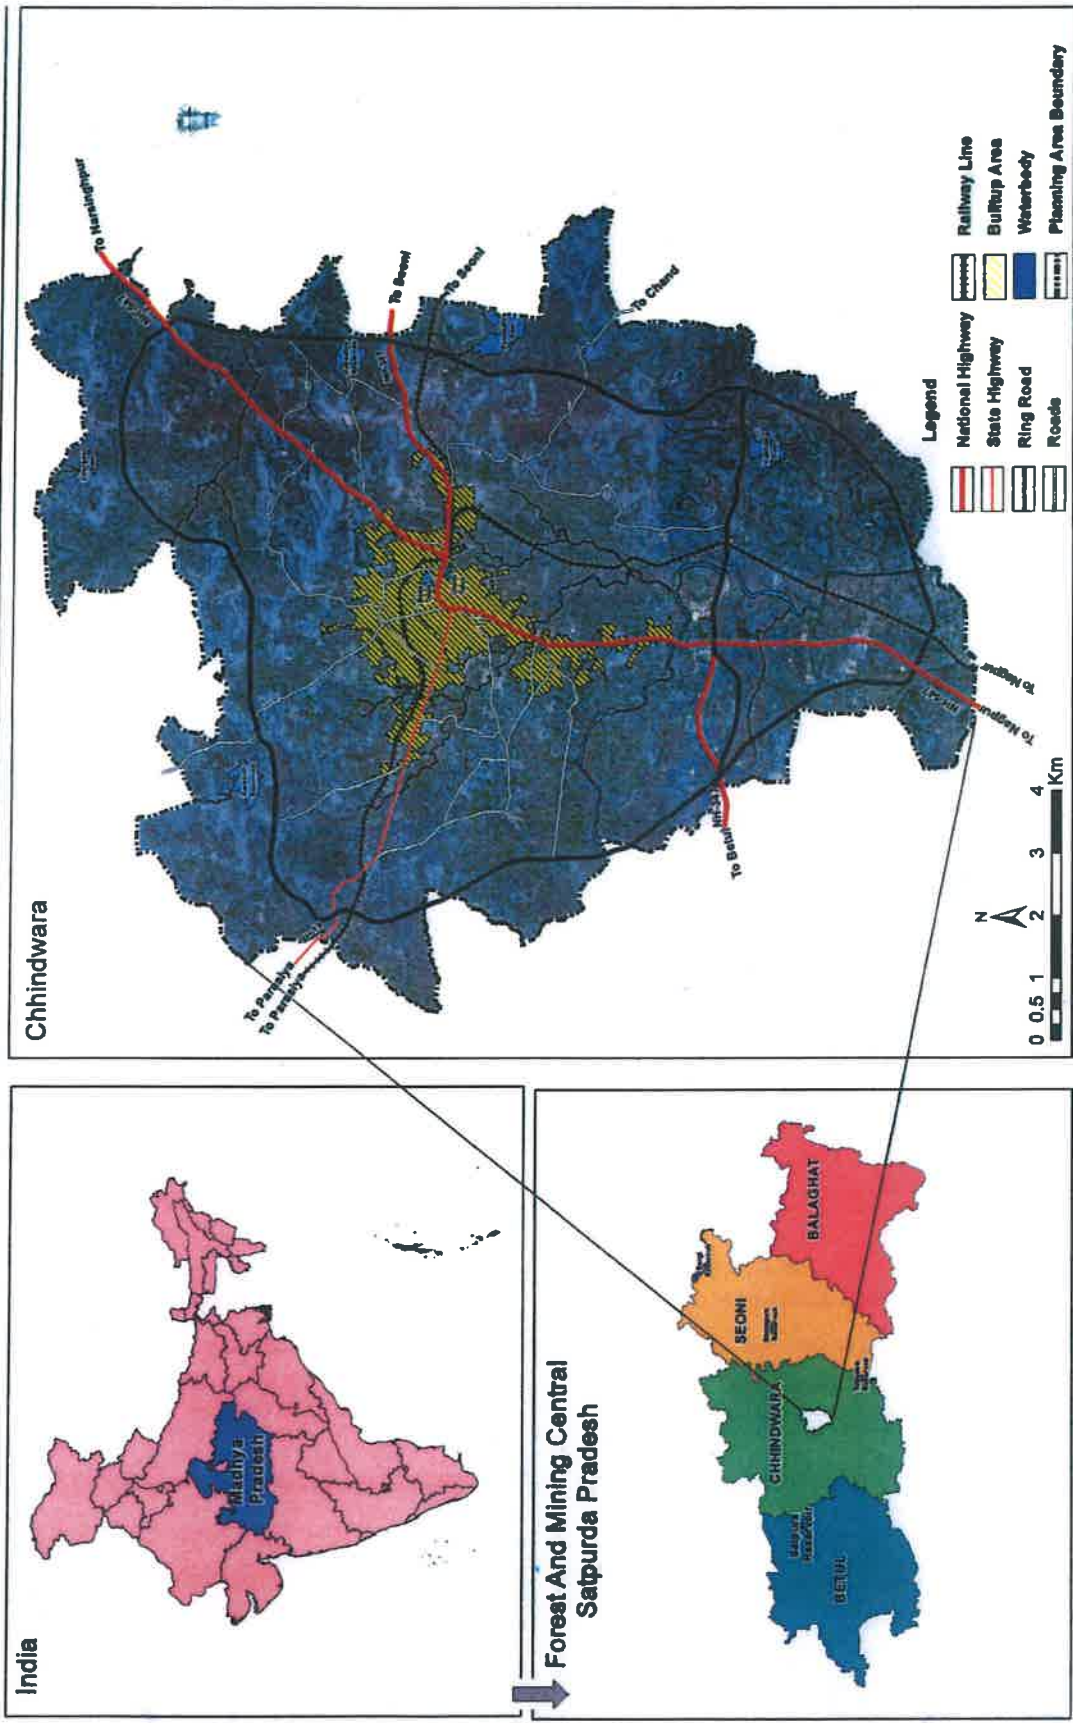 India
Madhya
Pradesh
Forest And Mining Central
Satpurda Pradesh
BETUL
CHHINDWARA
SEONI
BALAGHAT
Chhindwara
To Narsinghpur
To Seoni
To Seoni
To Chand
To Parasiya
To Parasiya
To Betul
To Nagpur
To Nagpur
N
0 0.5 1 2 3 4
Km
Legend
National Highway
State Highway
Ring Road
Roads
Railway Line
Builtup Area
Waterbody
Planning Area Boundary